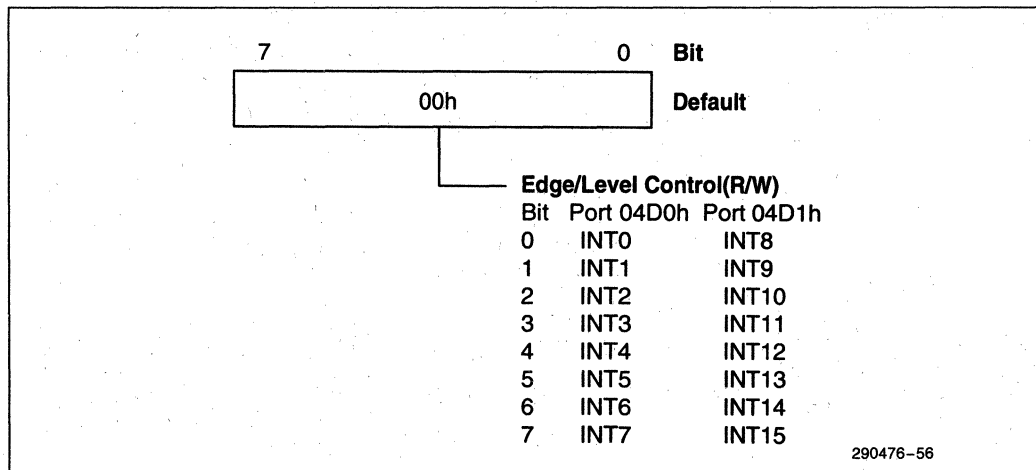 7 0 Bit
00h Default
Edge/Level Control(R/W)
Bit Port 04D0h Port 04D1h
0 INT0 INT8
1 INT1 INT9
2 INT2 INT10
3 INT3 INT11
4 INT4 INT12
5 INT5 INT13
6 INT6 INT14
7 INT7 INT15
290476-56